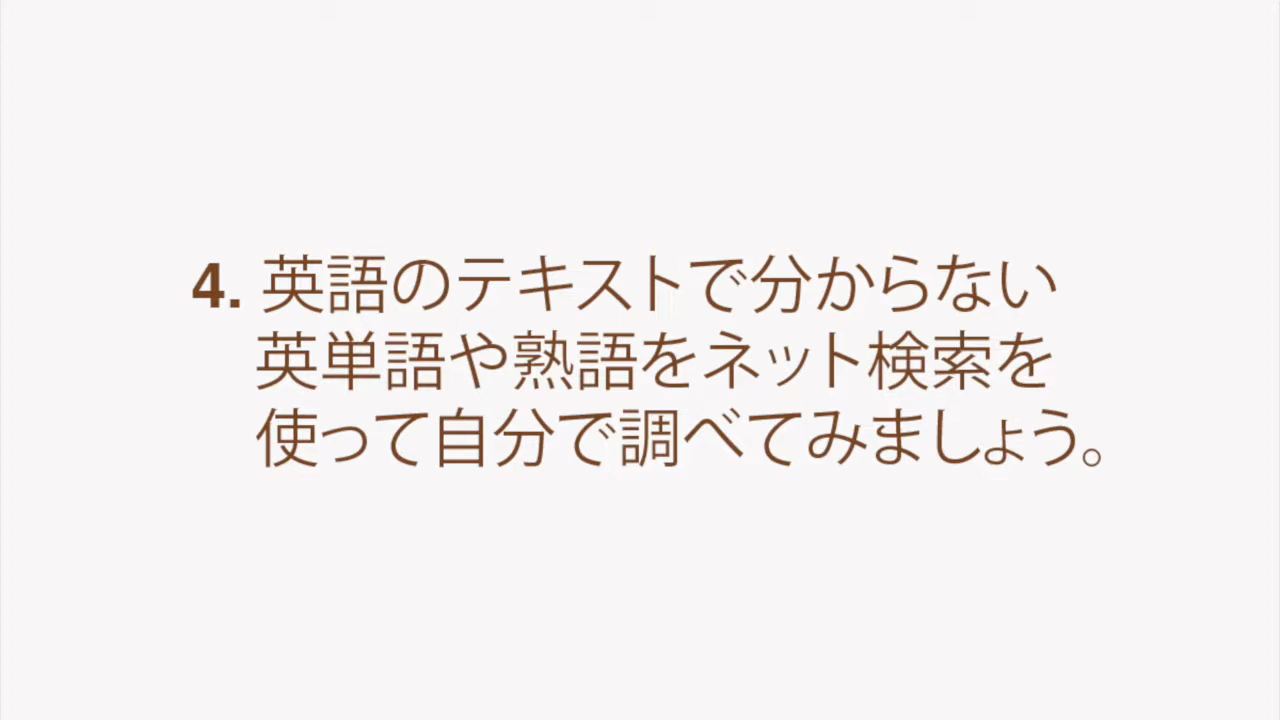 4. 英語のテキストで分からない
英単語や熟語をネット検索を
使って自分で調べてみましょう。